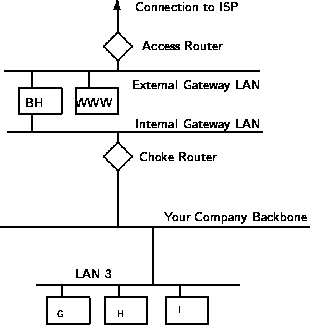 Connection to ISP
Access Router
External Gateway LAN
BH
WWW
Internal Gateway LAN
Choke Router
Your Company Backbone
LAN 3
G
H
I